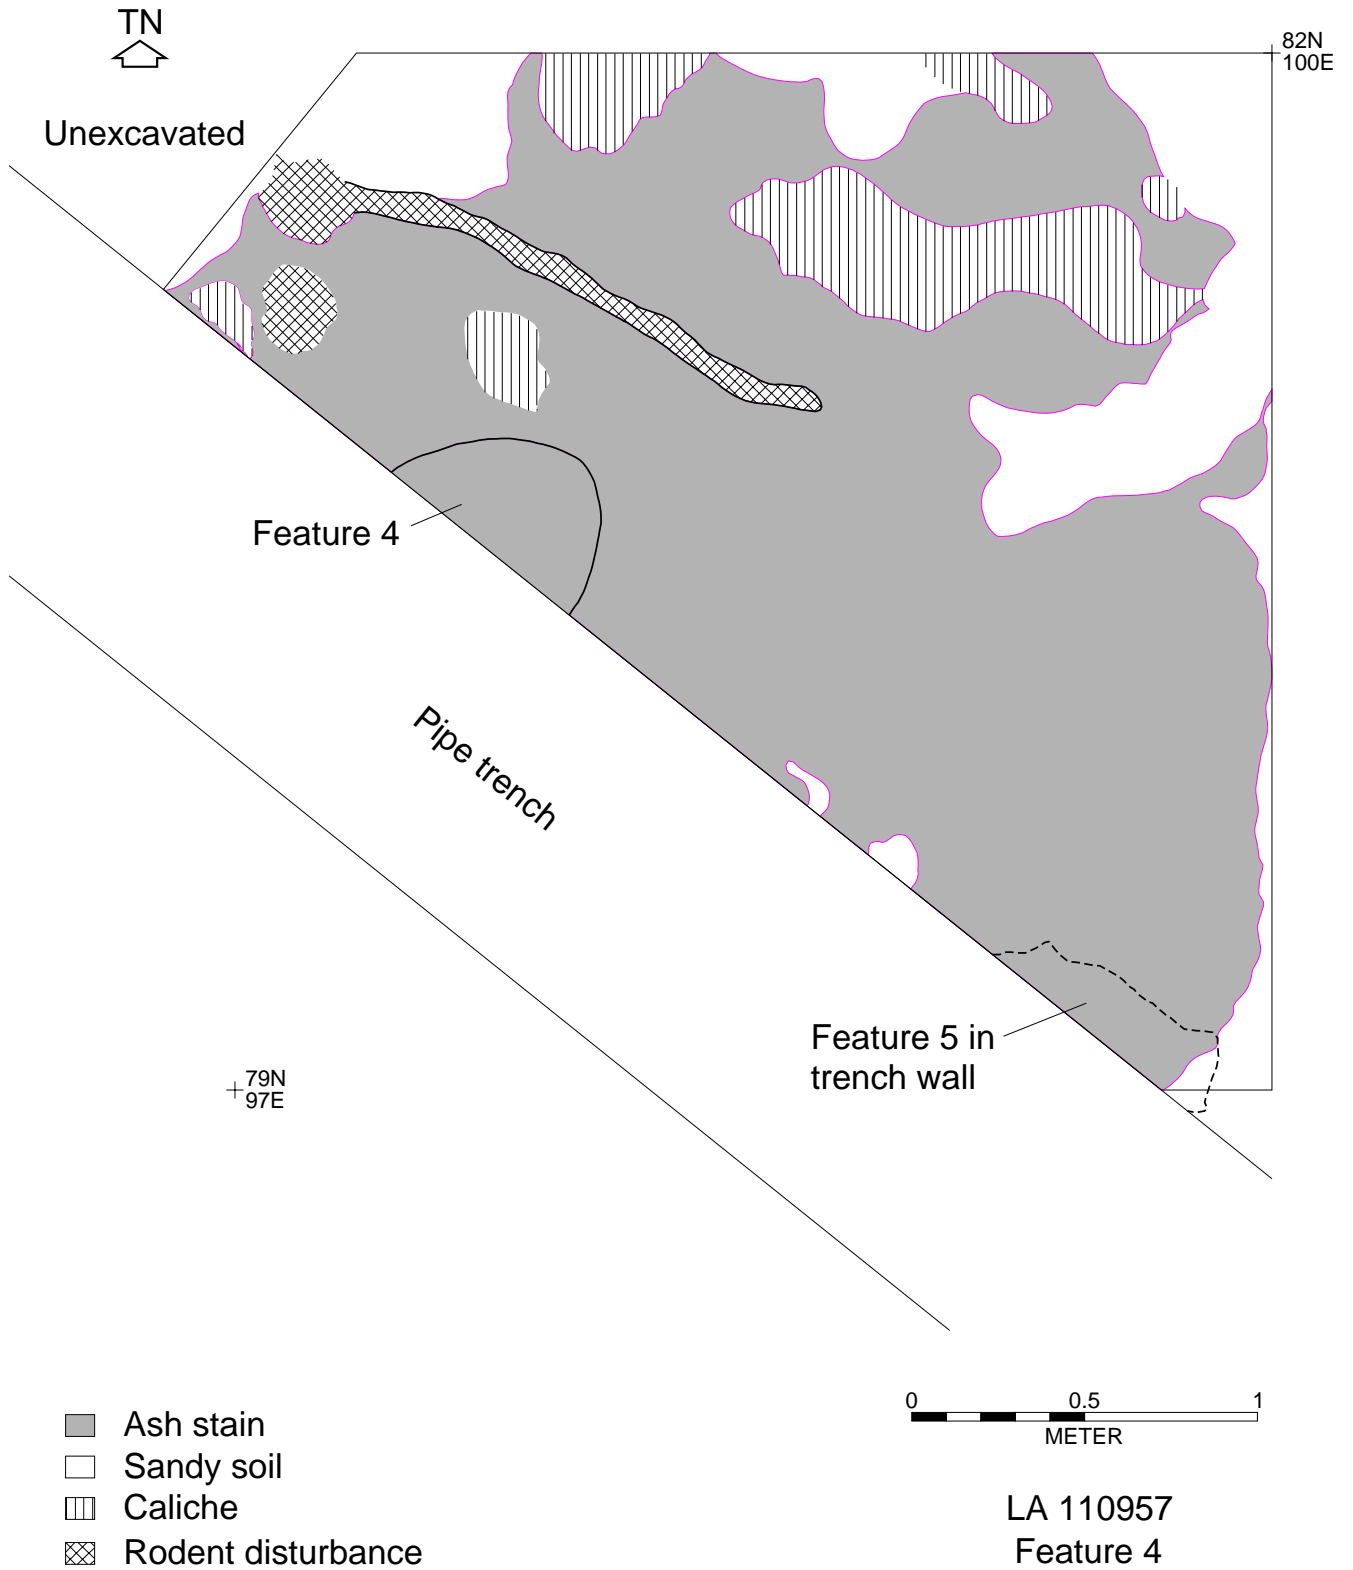 TN
82N
100E
Unexcavated
Feature 4
Pipe trench
Feature 5 in
trench wall
79N
97E
0 0.5 1
METER
Ash stain
Sandy soil
Caliche
Rodent disturbance
LA 110957
Feature 4